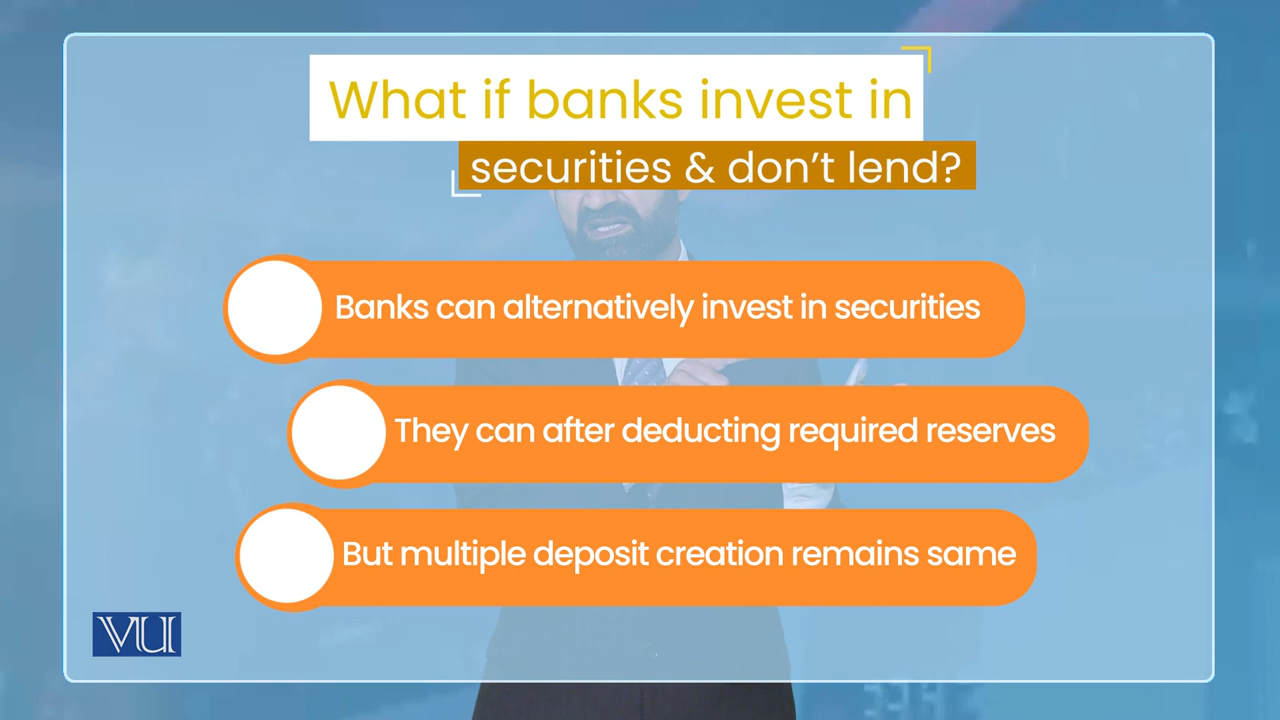 What if banks invest in
securities & don’t lend?
Banks can alternatively invest in securities
They can after deducting required reserves
But multiple deposit creation remains same
VU